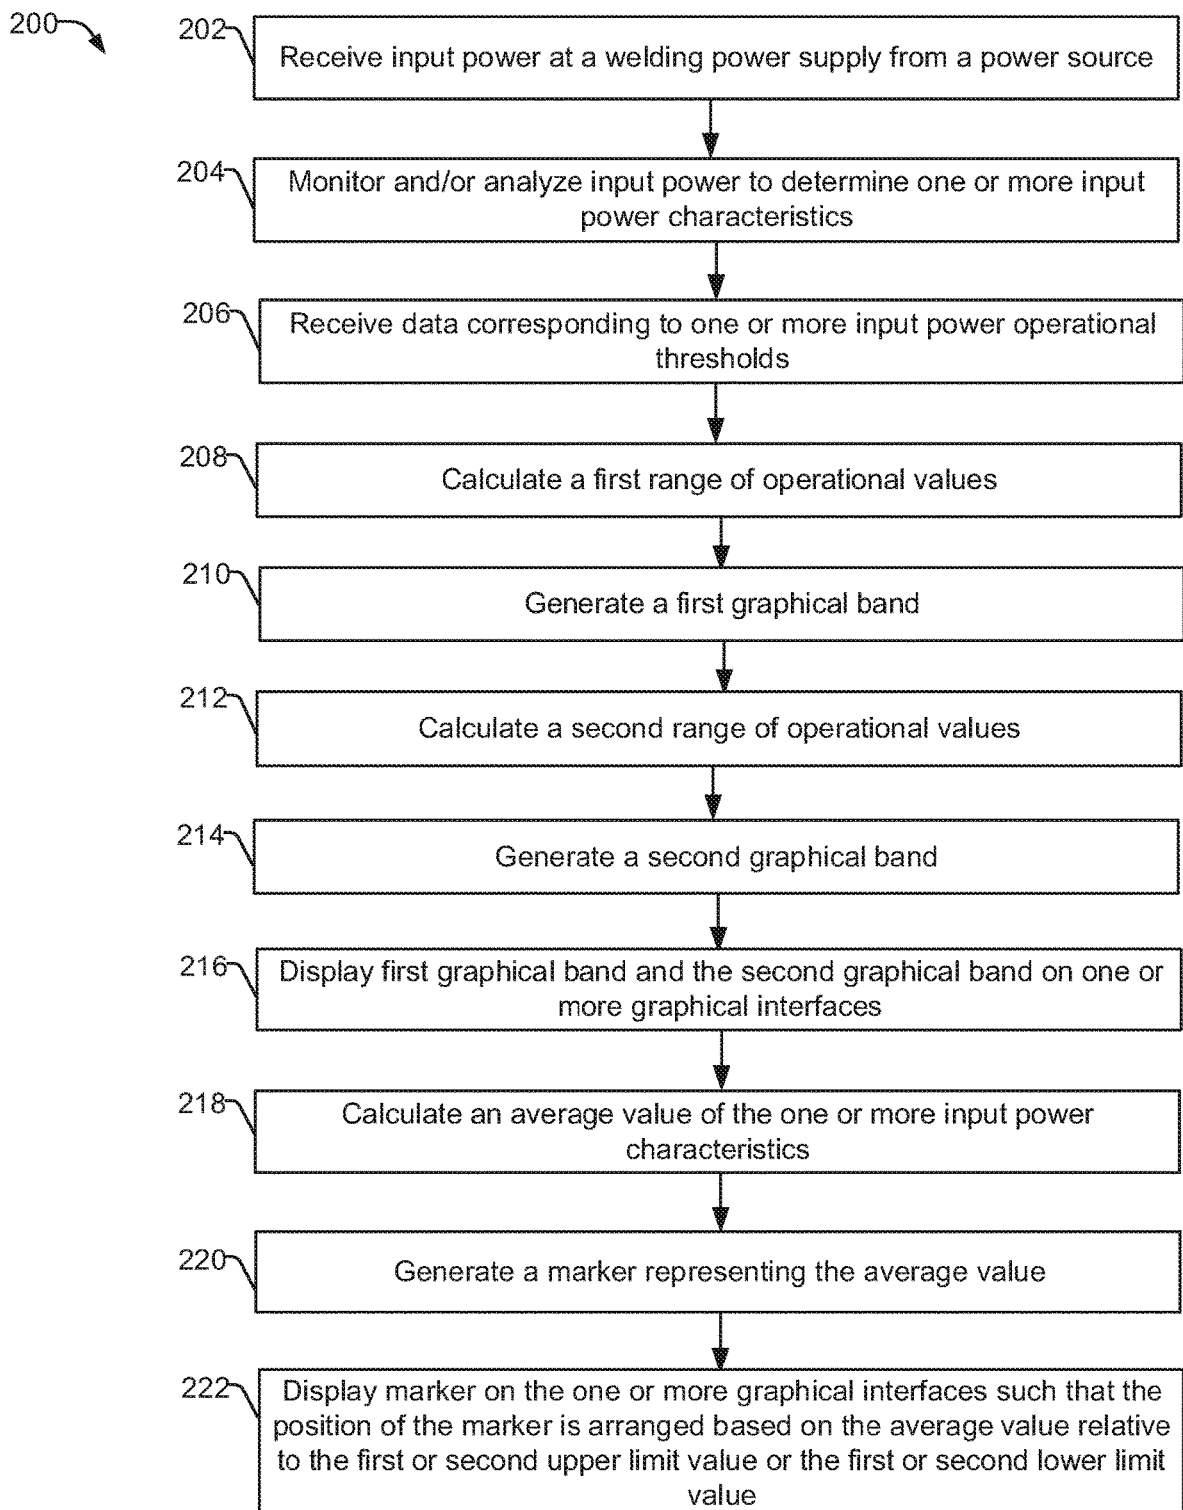 200
202
Receive input power at a welding power supply from a power source
204
Monitor and/or analyze input power to determine one or more input
power characteristics
206
Receive data corresponding to one or more input power operational
thresholds
208
Calculate a first range of operational values
210
Generate a first graphical band
212
Calculate a second range of operational values
214
Generate a second graphical band
216
Display first graphical band and the second graphical band on one or
more graphical interfaces
218
Calculate an average value of the one or more input power
characteristics
220
Generate a marker representing the average value
222
Display marker on the one or more graphical interfaces such that the
position of the marker is arranged based on the average value relative
to the first or second upper limit value or the first or second lower limit
value